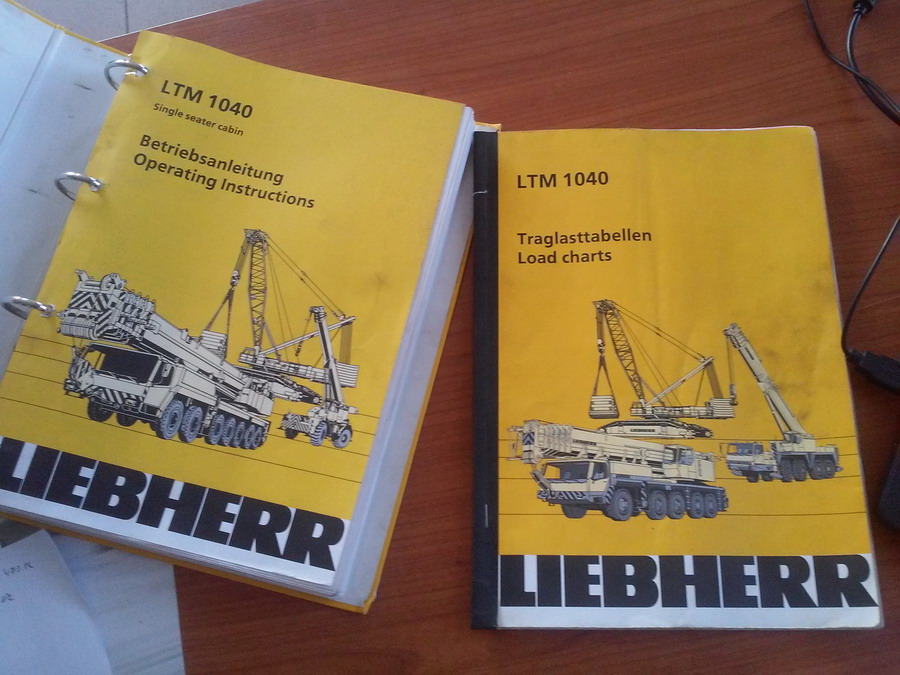 LTM 1040
Single seater cabin
Betriebsanleitung
Operating Instructions
LIEBHERR
LTM 1040
Traglasttabellen
Load charts
LIEBHERR